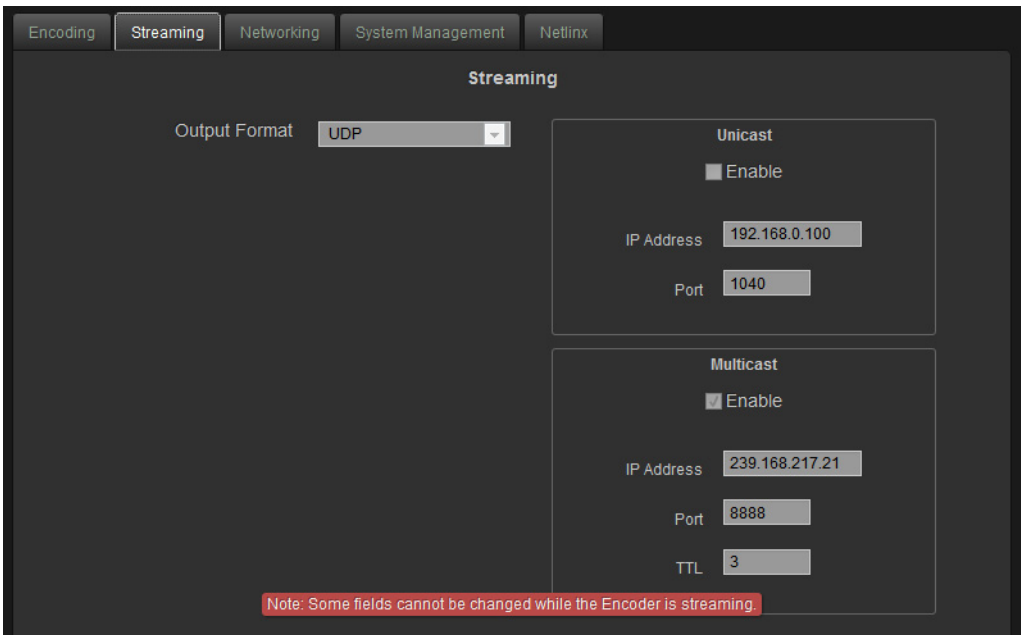 Encoding Streaming Networking System Management Netlinx
Streaming
Output Format UDP
Unicast
Enable
IP Address 192.168.0.100
Port 1040
Multicast
Enable
IP Address 239.168.217.21
Port 8888
TTL 3
Note: Some fields cannot be changed while the Encoder is streaming.